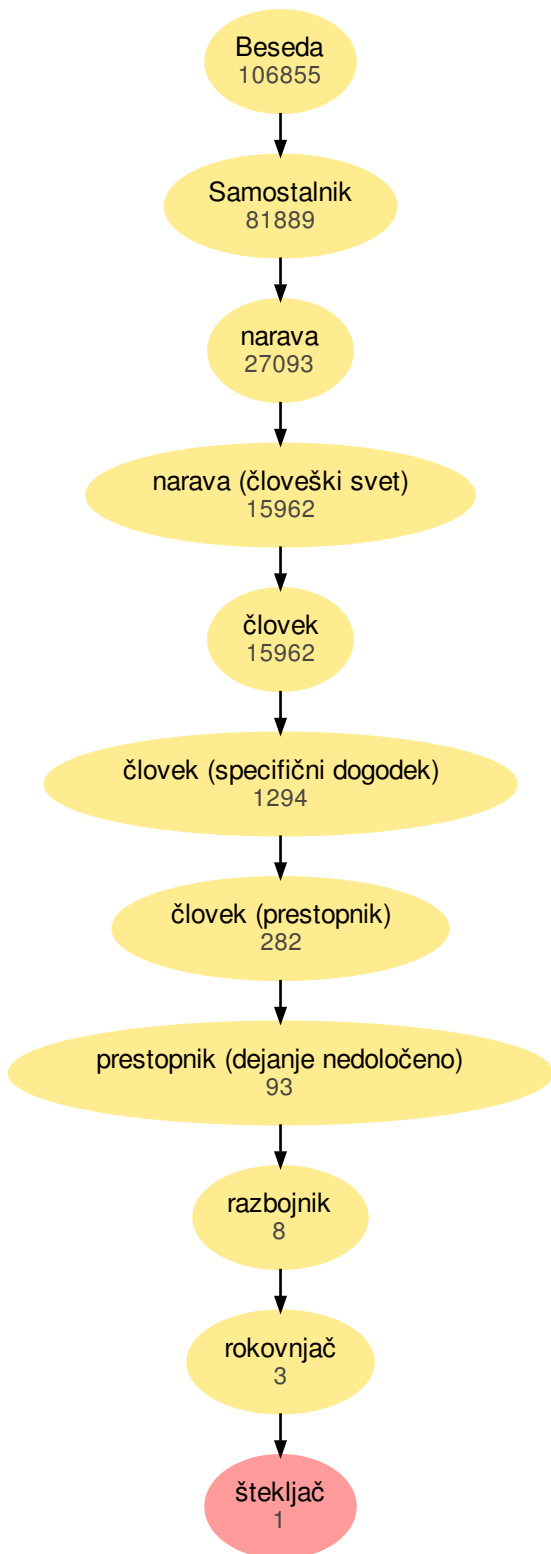 Beseda
106855
Samostalnik
81889
narava
27093
narava (človeški svet)
15962
človek
15962
človek (specifični dogodek)
1294
človek (prestopnik)
282
prestopnik (dejanje nedoločeno)
93
razbojnik
8
rokovnjač
3
štekljač
1